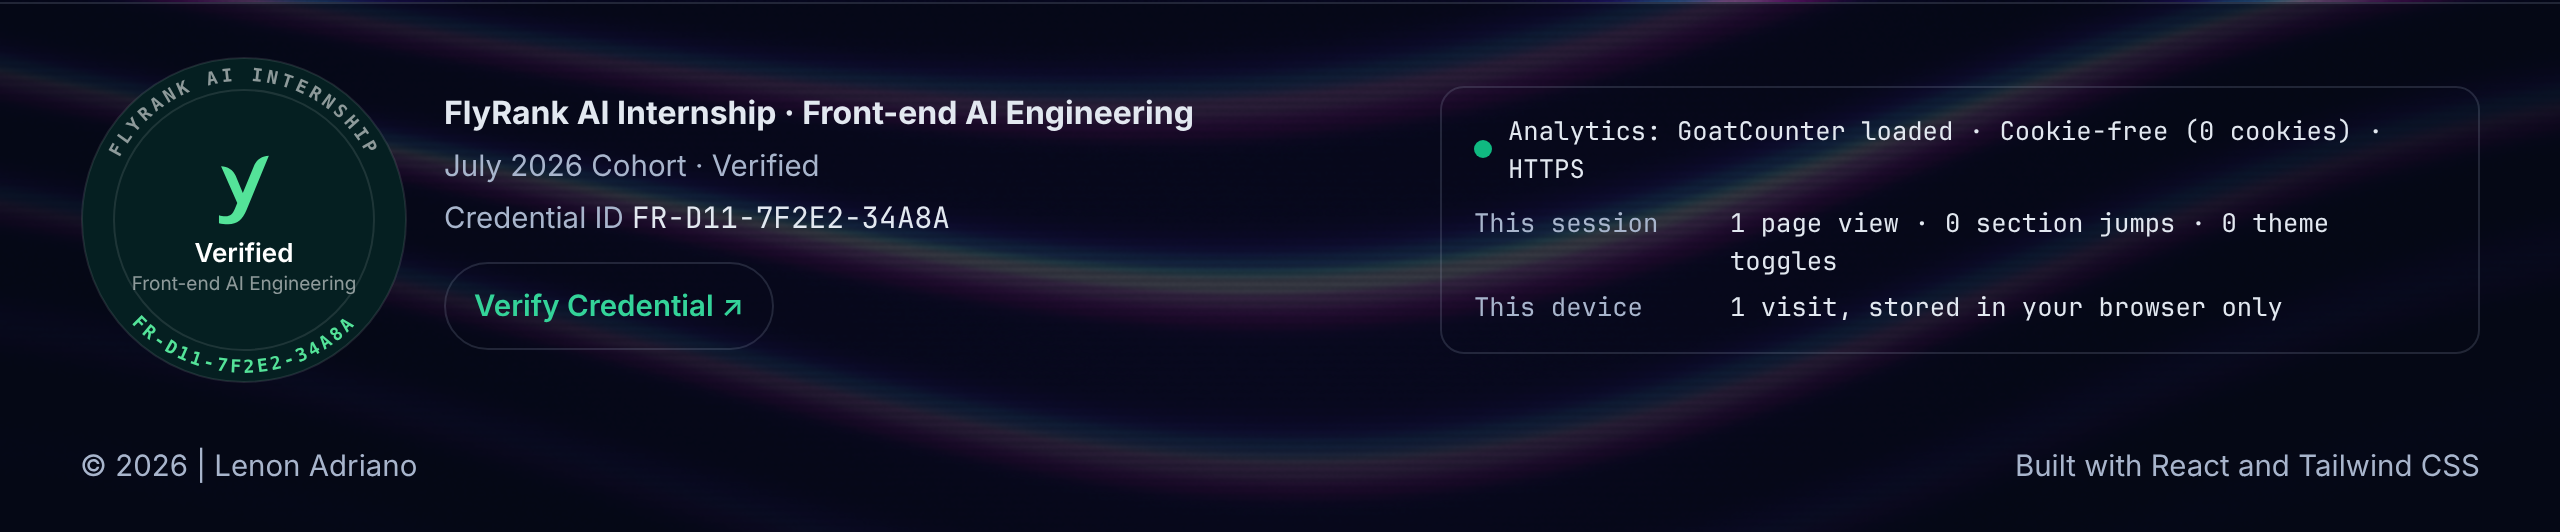 FLYRANK AI INTERNSHIP
y
Verified
Front-end AI Engineering
FR-D11-7F2E2-34A8A
FlyRank AI Internship · Front-end AI Engineering
July 2026 Cohort · Verified
Credential ID FR-D11-7F2E2-34A8A
Verify Credential ↗
Analytics: GoatCounter loaded · Cookie-free (0 cookies) ·
HTTPS
This session 1 page view · 0 section jumps · 0 theme
toggles
This device 1 visit, stored in your browser only
© 2026 | Lenon Adriano
Built with React and Tailwind CSS